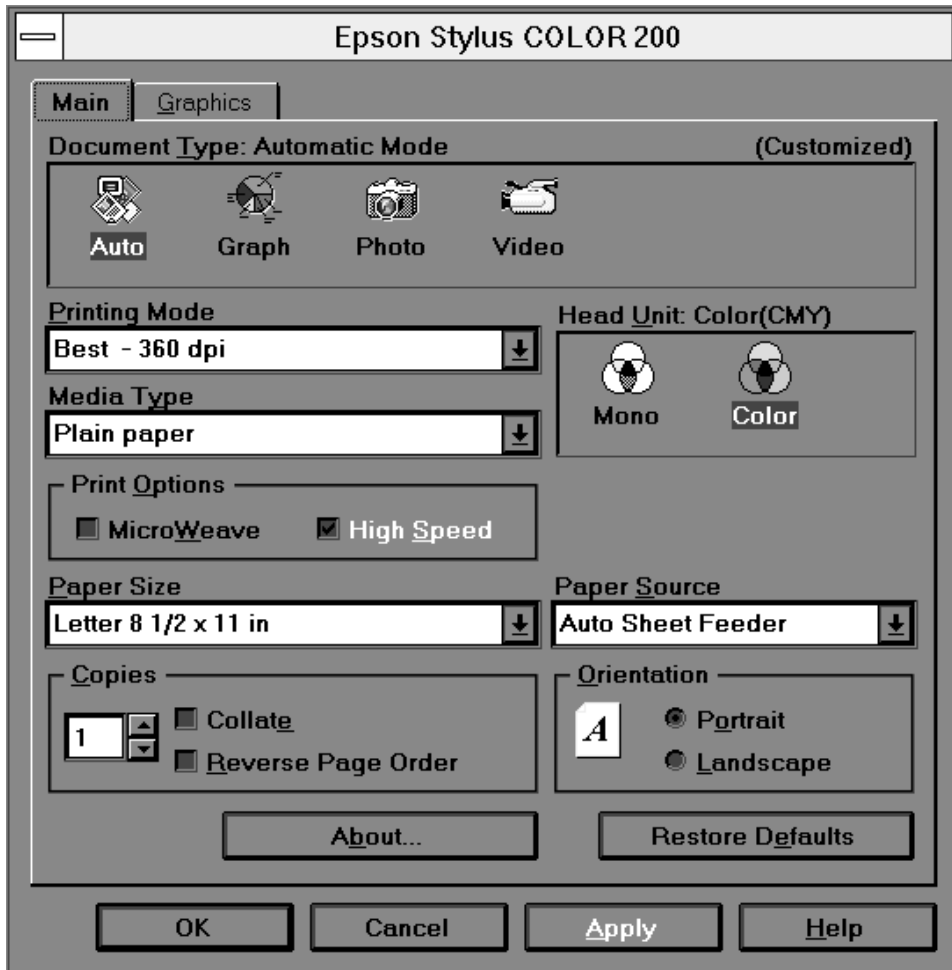 Epson Stylus COLOR 200
Main Graphics
Document Type: Automatic Mode (Customized)
Auto Graph Photo Video
Printing Mode
Best - 360 dpi
Head Unit: Color(CMY)
Mono Color
Media Type
Plain paper
Print Options
MicroWeave High Speed
Paper Size
Letter 8 1/2 x 11 in
Paper Source
Auto Sheet Feeder
Copies
1
Collate
Reverse Page Order
Orientation
A
Portrait
Landscape
About... Restore Defaults
OK Cancel Apply Help